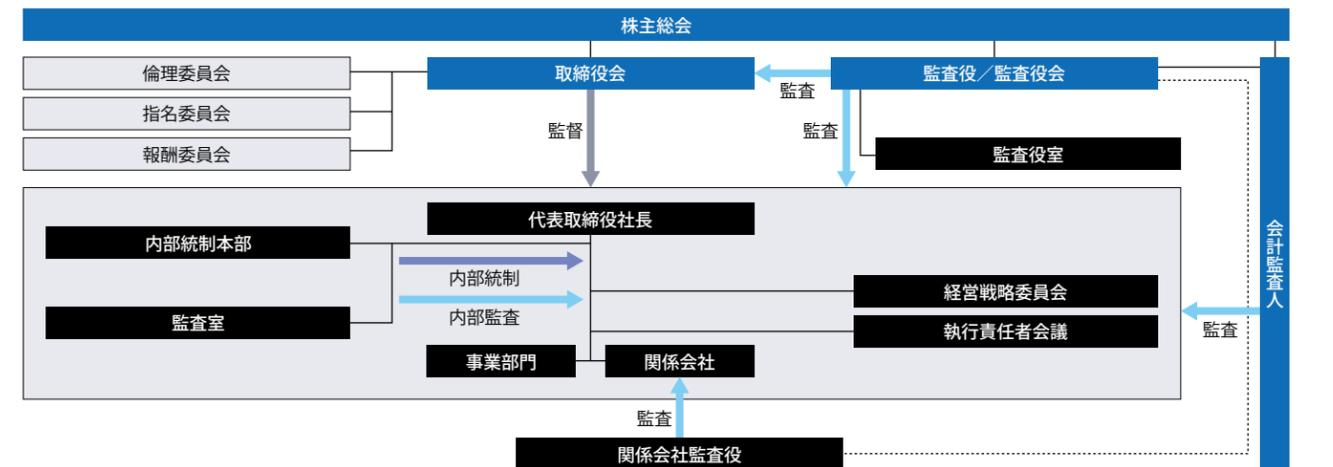 株主総会
倫理委員会
取締役会
監査役／監査役会
監査
指名委員会
監督
監査
報酬委員会
監査役室
代表取締役社長
内部統制本部
内部統制
経営戦略委員会
会計監査人
内部監査
監査室
執行責任者会議
監査
事業部門
関係会社
監査
関係会社監査役